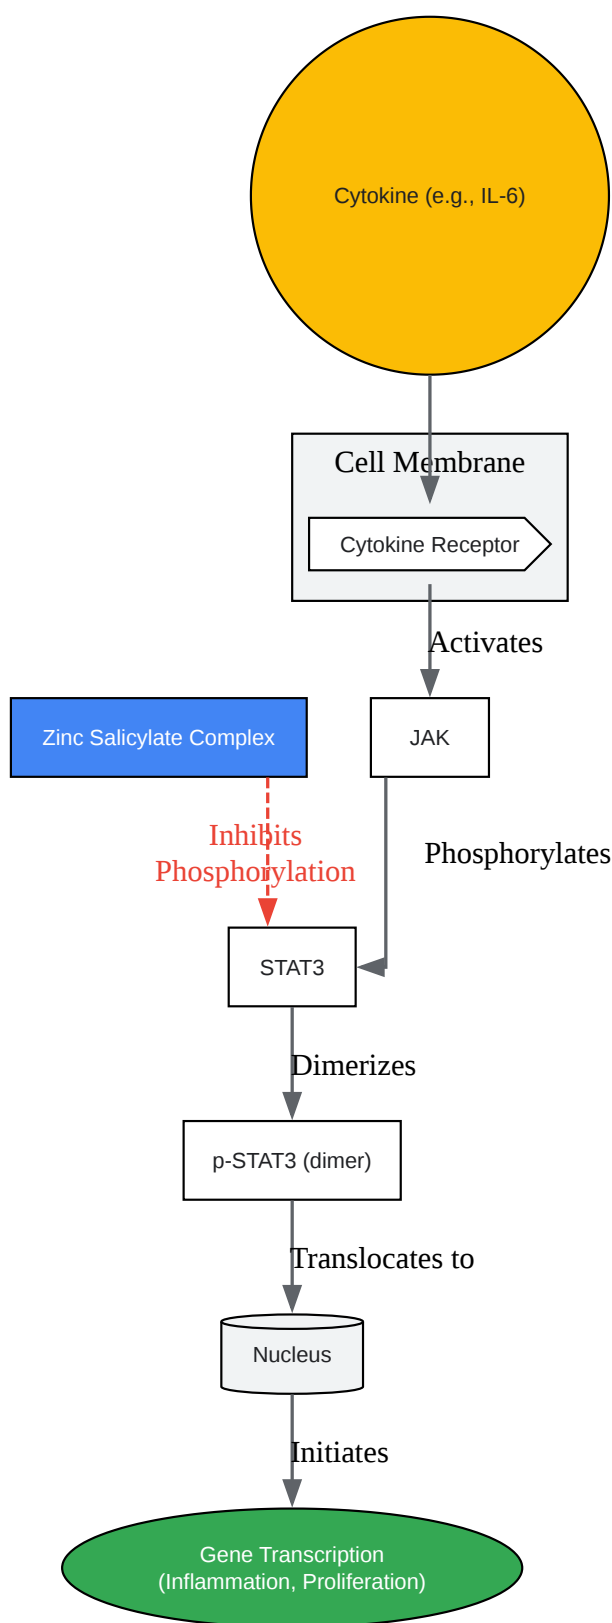 Cytokine (e.g., IL-6)
Cell Membrane
Cytokine Receptor
Activates
Zinc Salicylate Complex
JAK
Inhibits
Phosphorylation
Phosphorylates
STAT3
Dimerizes
p-STAT3 (dimer)
Translocates to
Nucleus
Initiates
Gene Transcription
(Inflammation, Proliferation)